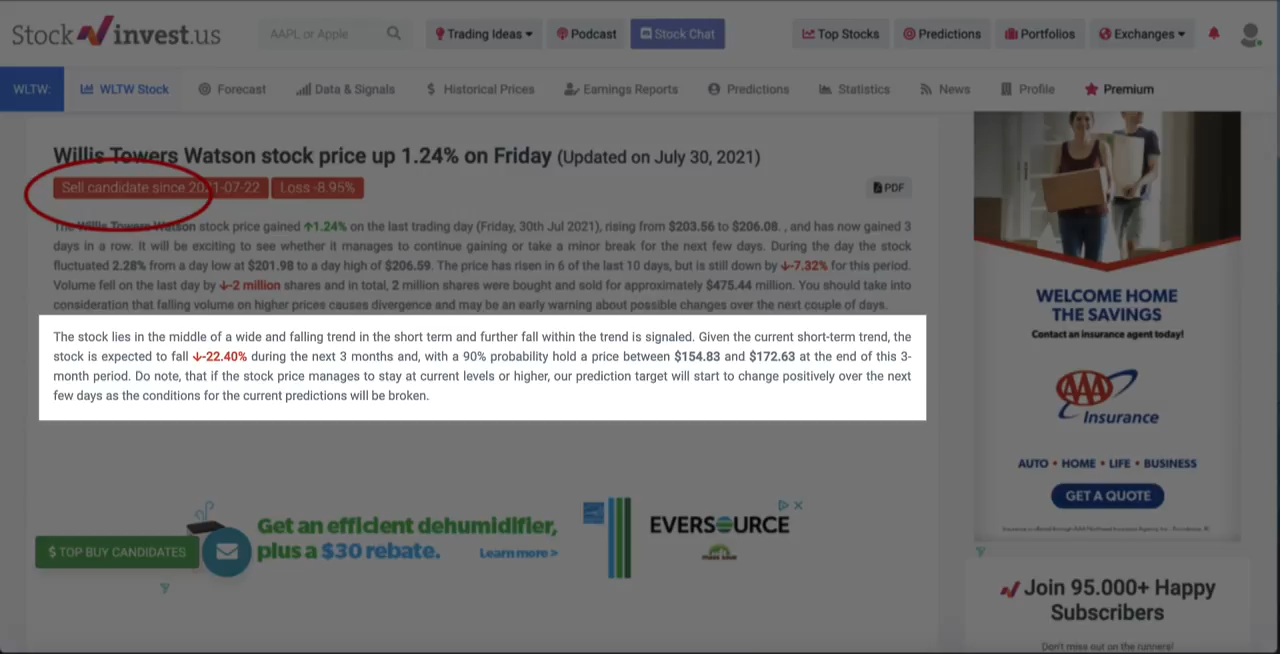 Stock invest.us
AAPL or Apple
Trading Ideas
Podcast
Stock Chat
Top Stocks
Predictions
Portfolios
Exchanges
WLTW:
WLTW Stock
Forecast
Data & Signals
$ Historical Prices
Earnings Reports
Predictions
Statistics
News
Profile
Premium
Willis Towers Watson stock price up 1.24% on Friday (Updated on July 30, 2021)
Sell candidate since 2021-07-22
Loss -8.95%
PDF
The Willis Towers Watson stock price gained ↑1.24% on the last trading day (Friday, 30th Jul 2021), rising from $203.56 to $206.08. , and has now gained 3
days in a row. It will be exciting to see whether it manages to continue gaining or take a minor break for the next few days. During the day the stock
fluctuated 2.28% from a day low at $201.98 to a day high of $206.59. The price has risen in 6 of the last 10 days, but is still down by ↓-7.32% for this period.
Volume fell on the last day by ↓-2 million shares and in total, 2 million shares were bought and sold for approximately $475.44 million. You should take into
consideration that falling volume on higher prices causes divergence and may be an early warning about possible changes over the next couple of days.
The stock lies in the middle of a wide and falling trend in the short term and further fall within the trend is signaled. Given the current short-term trend, the
stock is expected to fall ↓-22.40% during the next 3 months and, with a 90% probability hold a price between $154.83 and $172.63 at the end of this 3-
month period. Do note, that if the stock price manages to stay at current levels or higher, our prediction target will start to change positively over the next
few days as the conditions for the current predictions will be broken.
$ TOP BUY CANDIDATES
Get an efficient dehumidifier,
plus a $30 rebate.
Learn more >
EVERSOURCE
WELCOME HOME
THE SAVINGS
Contact an insurance agent today!
AAA
Insurance
AUTO • HOME • LIFE • BUSINESS
GET A QUOTE
Join 95.000+ Happy
Subscribers
Don't miss out on the runners!